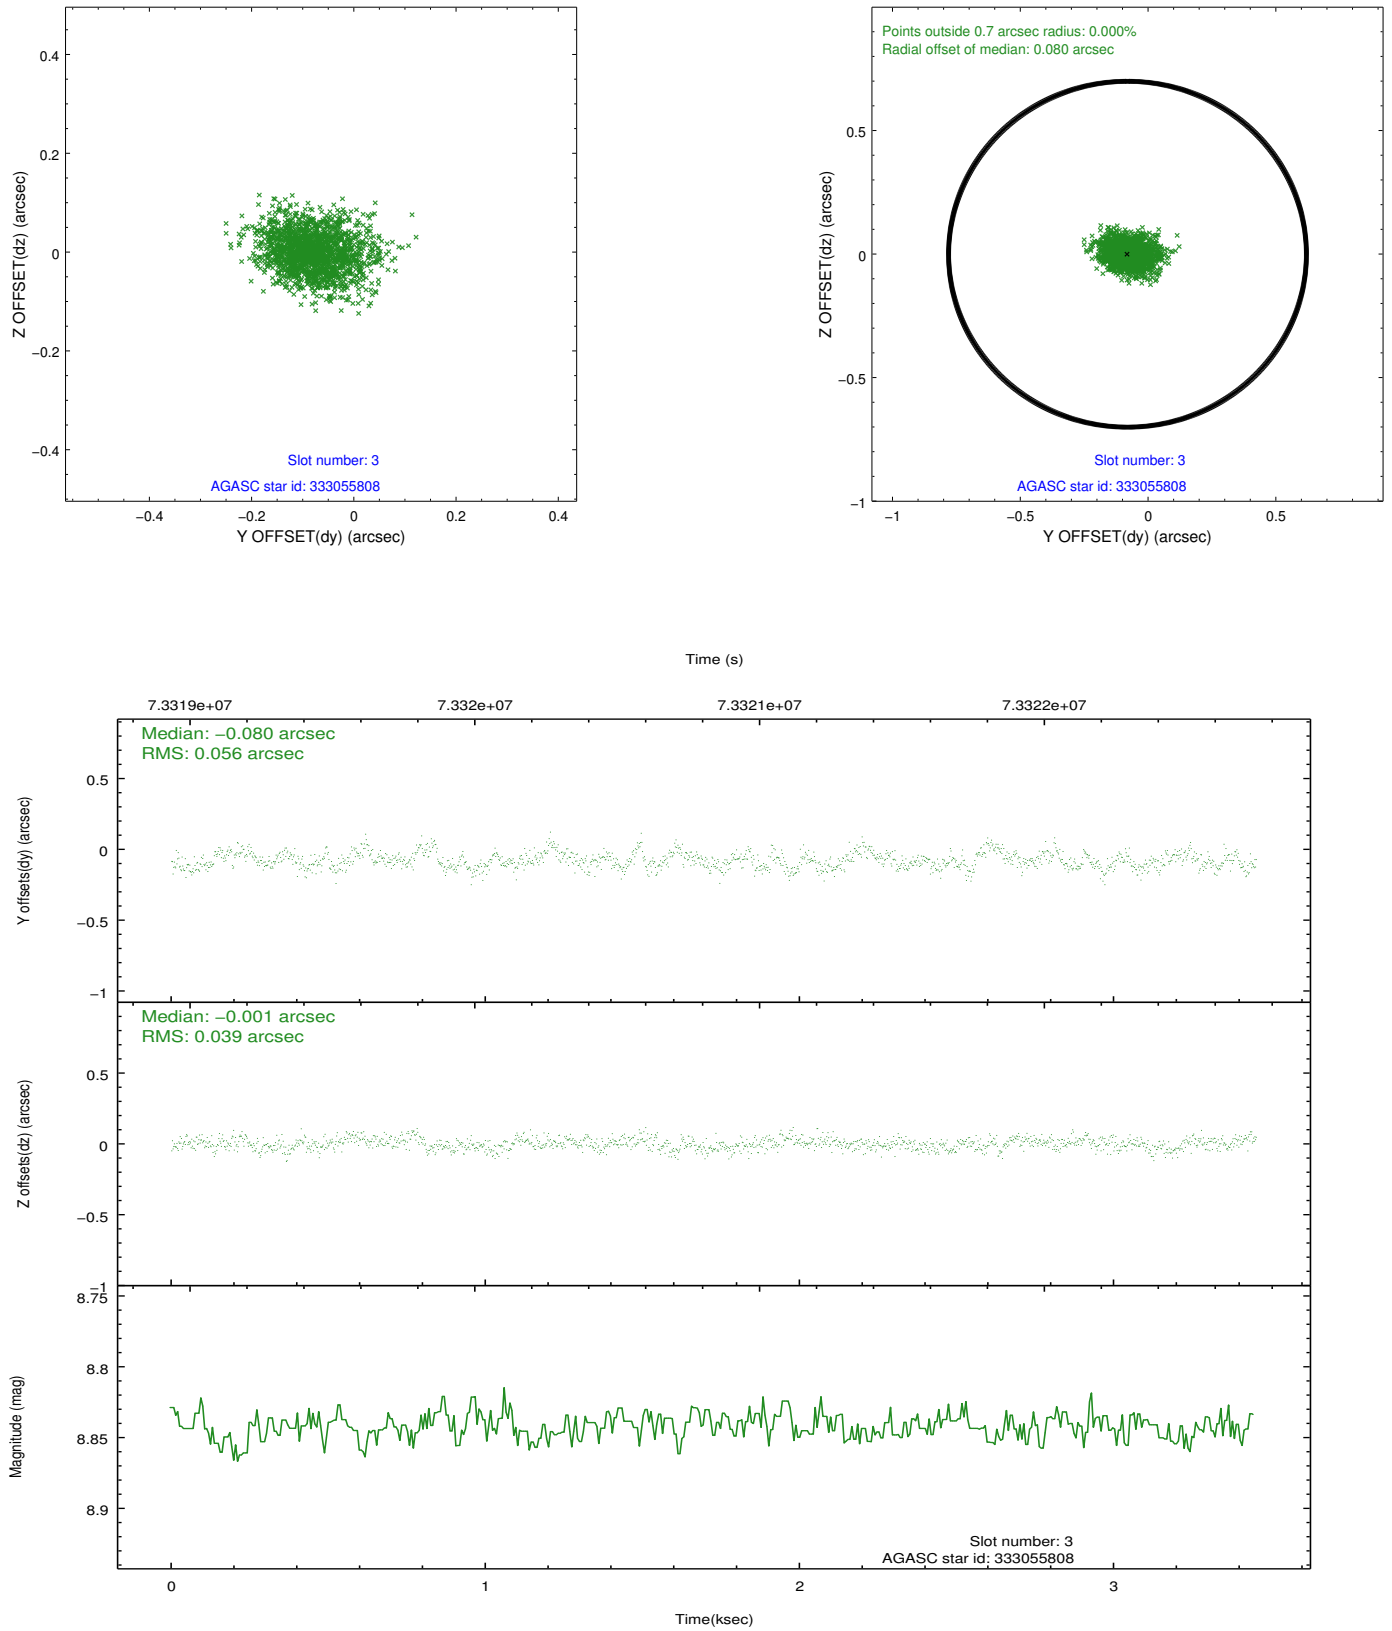 0.4
0.2
0
−0.2
−0.4
Z OFFSET(dz) (arcsec)
Slot number: 3
AGASC star id: 333055808
−0.4
−0.2
0
0.2
0.4
Y OFFSET(dy) (arcsec)
Points outside 0.7 arcsec radius: 0.000%
Radial offset of median: 0.080 arcsec
0.5
0
−0.5
−1
Z OFFSET(dz) (arcsec)
Slot number: 3
AGASC star id: 333055808
−1
−0.5
0
0.5
Y OFFSET(dy) (arcsec)
Time (s)
7.3319e+07
7.332e+07
7.3321e+07
7.3322e+07
Median: −0.080 arcsec
RMS: 0.056 arcsec
0.5
0
−0.5
−1
Y offsets(dy) (arcsec)
Median: −0.001 arcsec
RMS: 0.039 arcsec
0.5
0
−0.5
−1
Z offsets(dz) (arcsec)
8.75
8.8
8.85
8.9
Magnitude (mag)
Slot number: 3
AGASC star id: 333055808
0
1
2
3
Time(ksec)